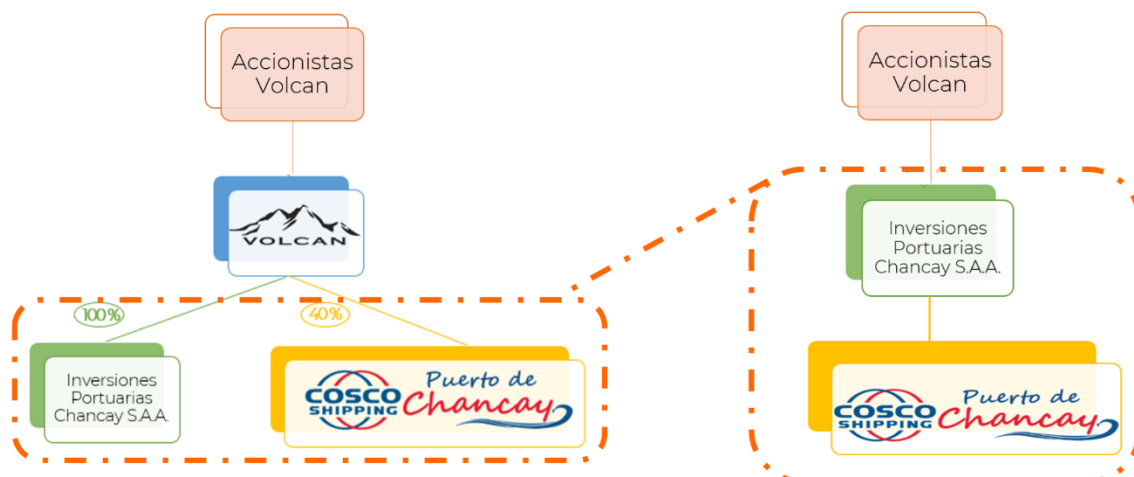 Accionistas
Volcan
VOLCAN
100%
40%
Inversiones
Portuarias
Chancay S.A.A.
COSCO
SHIPPING
Puerto de
Chancay
Accionistas
Volcan
Inversiones
Portuarias
Chancay S.A.A.
COSCO
SHIPPING
Puerto de
Chancay